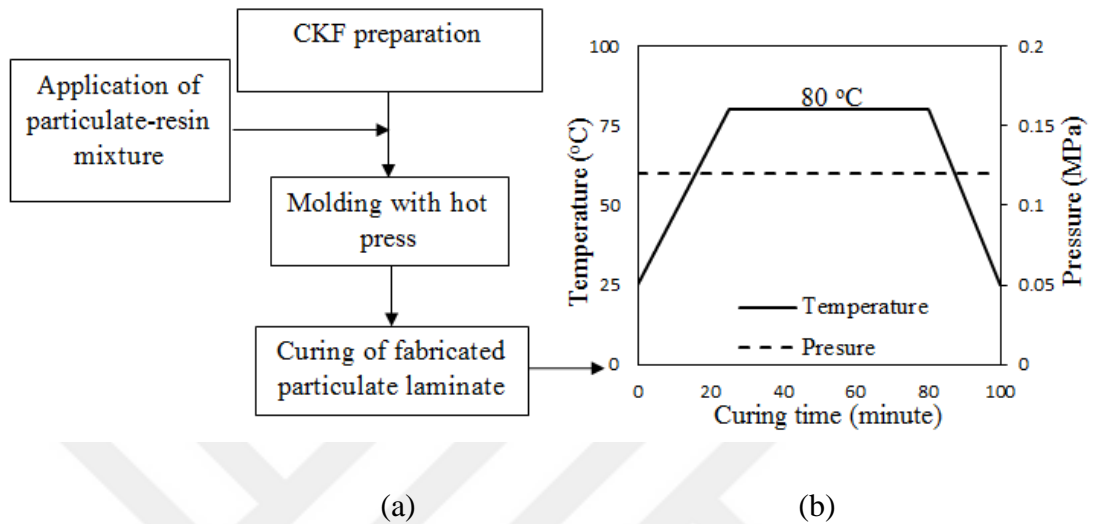 CKF preparation
Application of
particulate-resin
mixture
Molding with hot
press
Curing of fabricated
particulate laminate
100
75
50
25
0
Temperature (°C)
80 °C
Temperature
Presure
0.2
0.15
0.1
0.05
0
Pressure (MPa)
0 20 40 60 80 100
Curing time (minute)
(a) (b)